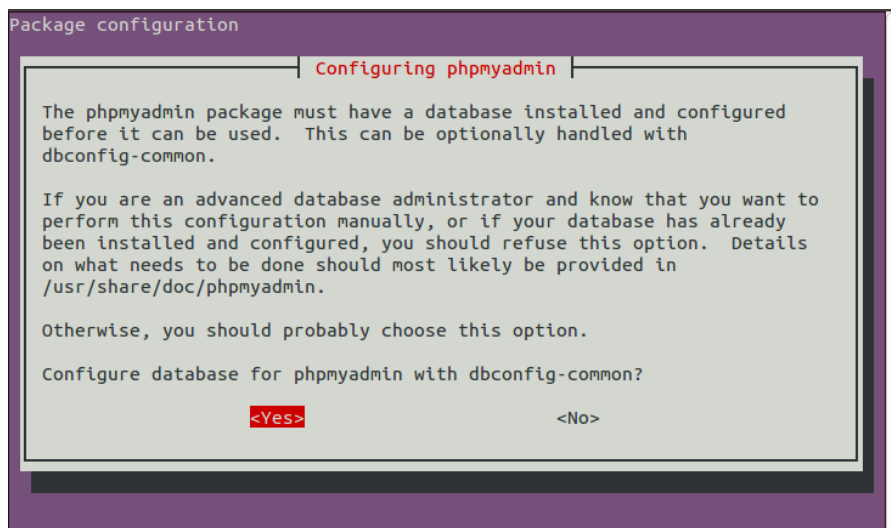 Package configuration
Configuring phpmyadmin
The phpmyadmin package must have a database installed and configured
before it can be used.  This can be optionally handled with
dbconfig-common.
If you are an advanced database administrator and know that you want to
perform this configuration manually, or if your database has already
been installed and configured, you should refuse this option.  Details
on what needs to be done should most likely be provided in
/usr/share/doc/phpmyadmin.
Otherwise, you should probably choose this option.
Configure database for phpmyadmin with dbconfig-common?
<Yes> <No>